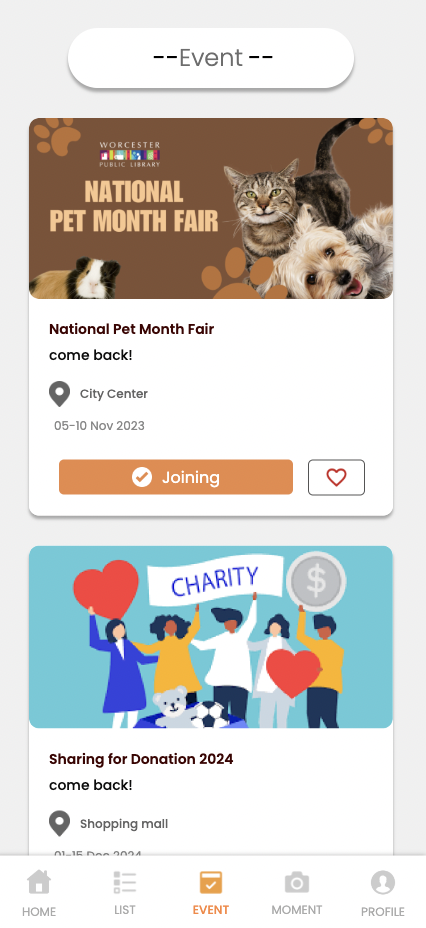 --Event --
WORCESTER
PUBLIC LIBRARY
NATIONAL
PET MONTH FAIR
National Pet Month Fair
come back!
City Center
05-10 Nov 2023
Joining
CHARITY
$
Sharing for Donation 2024
come back!
Shopping mall
01-15 Dec 2024
HOME LIST EVENT MOMENT PROFILE